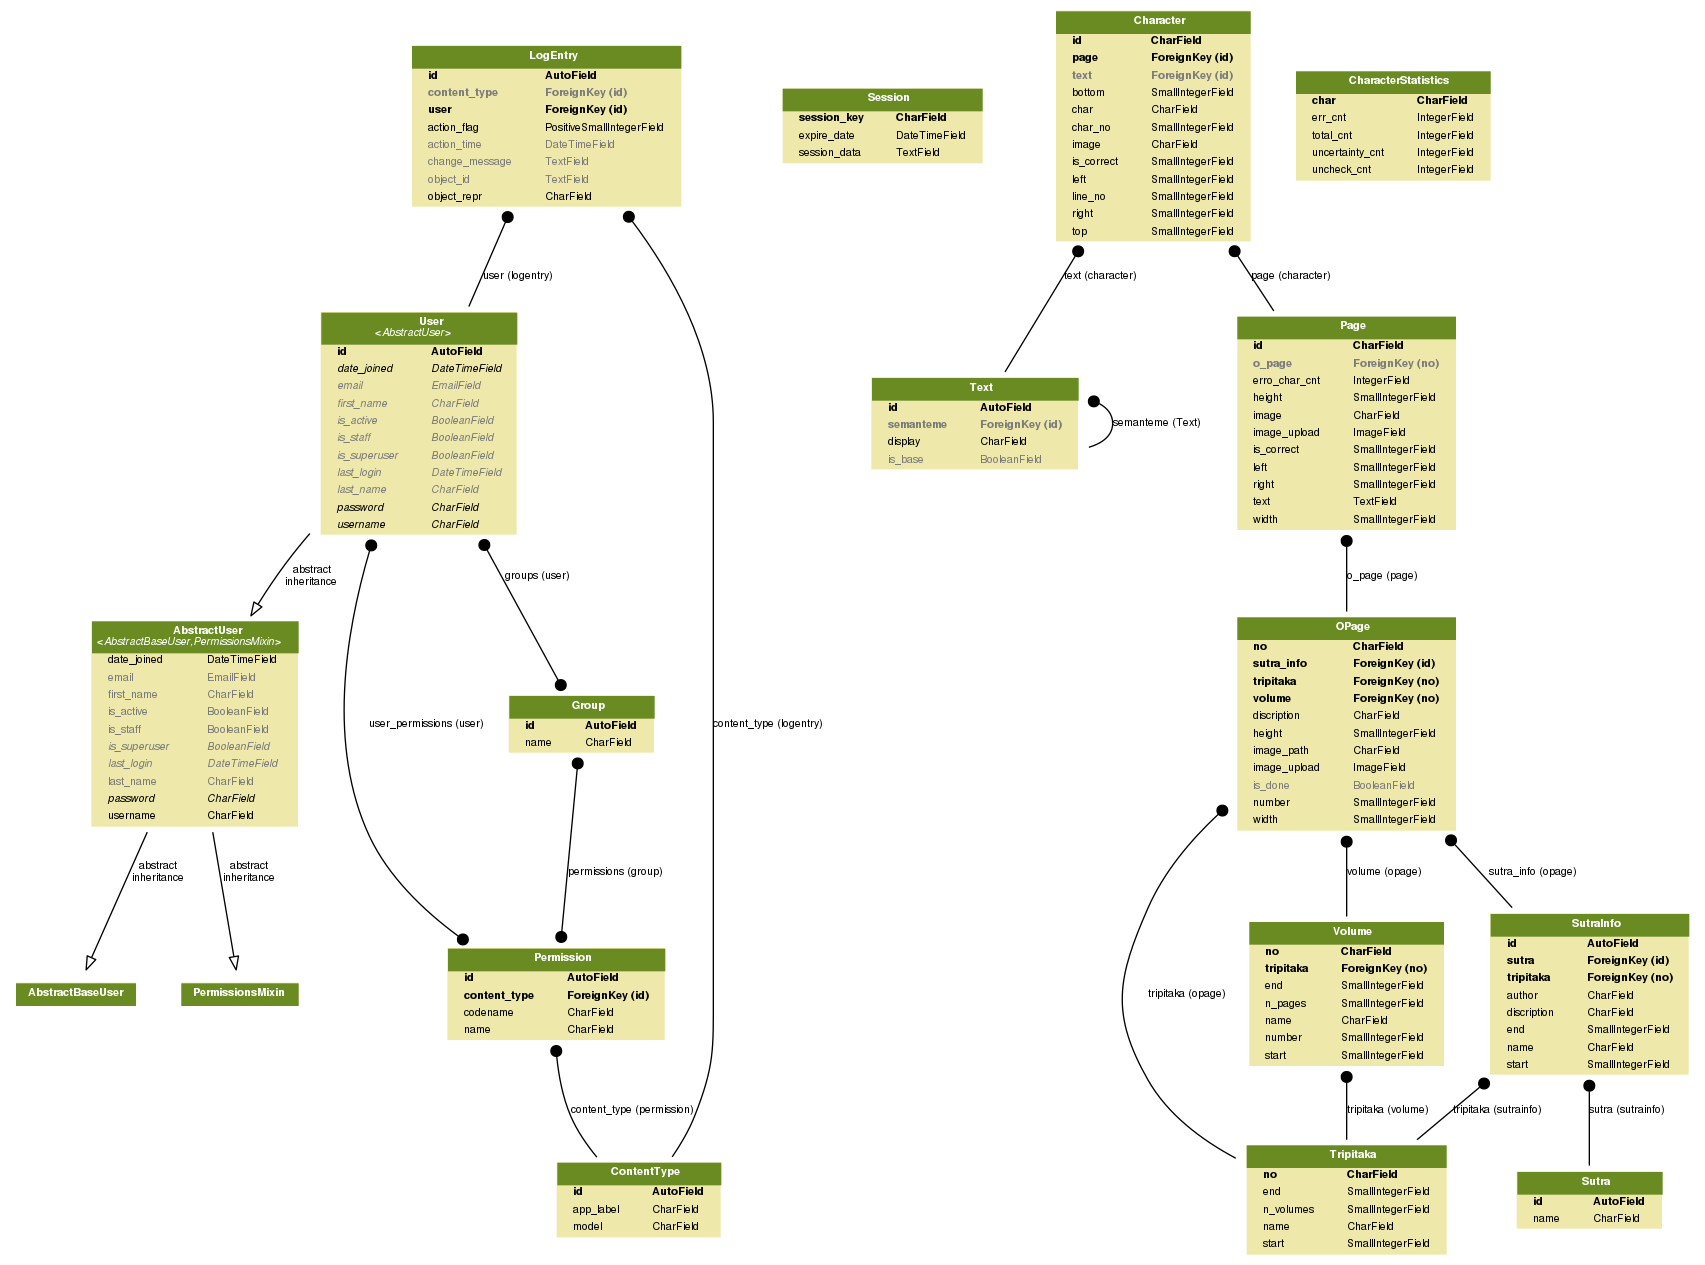 LogEntry
id AutoField
content_type ForeignKey (id)
user ForeignKey (id)
action_flag PositiveSmallIntegerField
action_time DateTimeField
change_message TextField
object_id TextField
object_repr CharField
user (logentry)
User
<AbstractUser>
id AutoField
date_joined DateTimeField
email EmailField
first_name CharField
is_active BooleanField
is_staff BooleanField
is_superuser BooleanField
last_login DateTimeField
last_name CharField
password CharField
username CharField
abstract
inheritance
groups (user)
AbstractUser
<AbstractBaseUser,PermissionsMixin>
date_joined DateTimeField
email EmailField
first_name CharField
is_active BooleanField
is_staff BooleanField
is_superuser BooleanField
last_login DateTimeField
last_name CharField
password CharField
username CharField
user_permissions (user)
Group
id AutoField
name CharField
content_type (logentry)
abstract
inheritance
abstract
inheritance
permissions (group)
AbstractBaseUser
PermissionsMixin
Permission
id AutoField
content_type ForeignKey (id)
codename CharField
name CharField
content_type (permission)
ContentType
id AutoField
app_label CharField
model CharField
Session
session_key CharField
expire_date DateTimeField
session_data TextField
Character
id CharField
page ForeignKey (id)
text ForeignKey (id)
bottom SmallIntegerField
char CharField
char_no SmallIntegerField
image CharField
is_correct SmallIntegerField
left SmallIntegerField
line_no SmallIntegerField
right SmallIntegerField
top SmallIntegerField
CharacterStatistics
char CharField
err_cnt IntegerField
total_cnt IntegerField
uncertainty_cnt IntegerField
uncheck_cnt IntegerField
text (character)
page (character)
Text
id AutoField
semanteme ForeignKey (id)
display CharField
is_base BooleanField
semanteme (Text)
Page
id CharField
o_page ForeignKey (no)
erro_char_cnt IntegerField
height SmallIntegerField
image CharField
image_upload ImageField
is_correct SmallIntegerField
left SmallIntegerField
right SmallIntegerField
text TextField
width SmallIntegerField
o_page (page)
OPage
no CharField
sutra_info ForeignKey (id)
tripitaka ForeignKey (no)
volume ForeignKey (no)
discription CharField
height SmallIntegerField
image_path CharField
image_upload ImageField
is_done BooleanField
number SmallIntegerField
width SmallIntegerField
volume (opage)
sutra_info (opage)
tripitaka (opage)
Volume
no CharField
tripitaka ForeignKey (no)
end SmallIntegerField
n_pages SmallIntegerField
name CharField
number SmallIntegerField
start SmallIntegerField
SutraInfo
id AutoField
sutra ForeignKey (id)
tripitaka ForeignKey (no)
author CharField
discription CharField
end SmallIntegerField
name CharField
start SmallIntegerField
tripitaka (volume)
tripitaka (sutrainfo)
sutra (sutrainfo)
Tripitaka
no CharField
end SmallIntegerField
n_volumes SmallIntegerField
name CharField
start SmallIntegerField
Sutra
id AutoField
name CharField